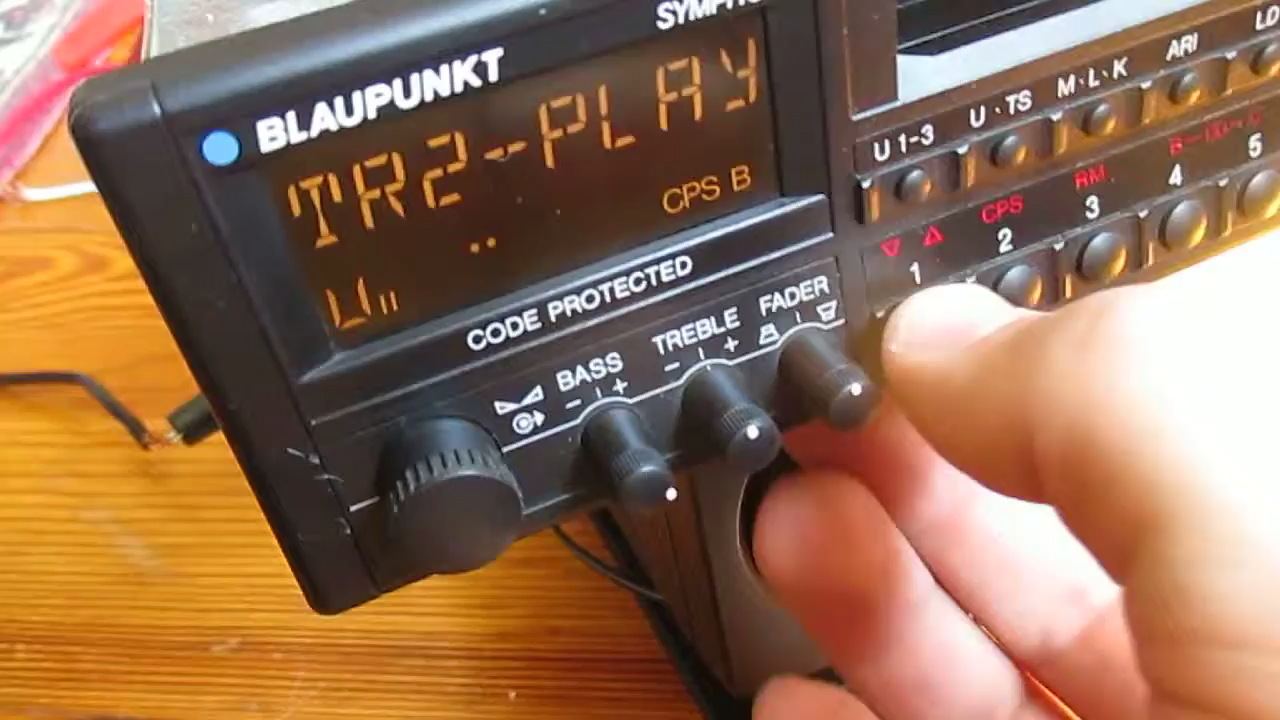 BLAUPUNKT
TR2-PLAY
CPS B
CODE PROTECTED
BASS
- +
TREBLE
- +
FADER
U 1-3
U·TS
M·L·K
ARI
LD
CPS
RM
1
2
3
4
5